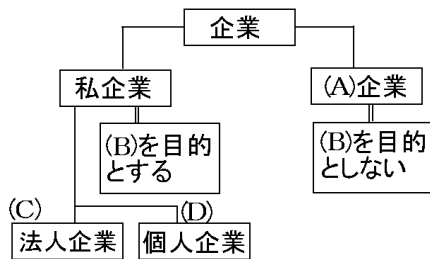 企業
私企業
(A)企業
(B)を目的
とする
(B)を目的
としない
(C)
(D)
法人企業
個人企業